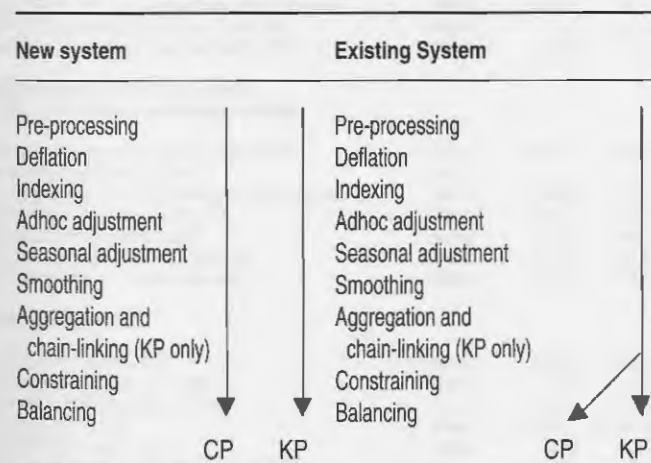 New system
Existing System
Pre-processing
Deflation
Indexing
Adhoc adjustment
Seasonal adjustment
Smoothing
Aggregation and
chain-linking (KP only)
Constraining
Balancing
CP KP
Pre-processing
Deflation
Indexing
Adhoc adjustment
Seasonal adjustment
Smoothing
Aggregation and
chain-linking (KP only)
Constraining
Balancing
CP KP